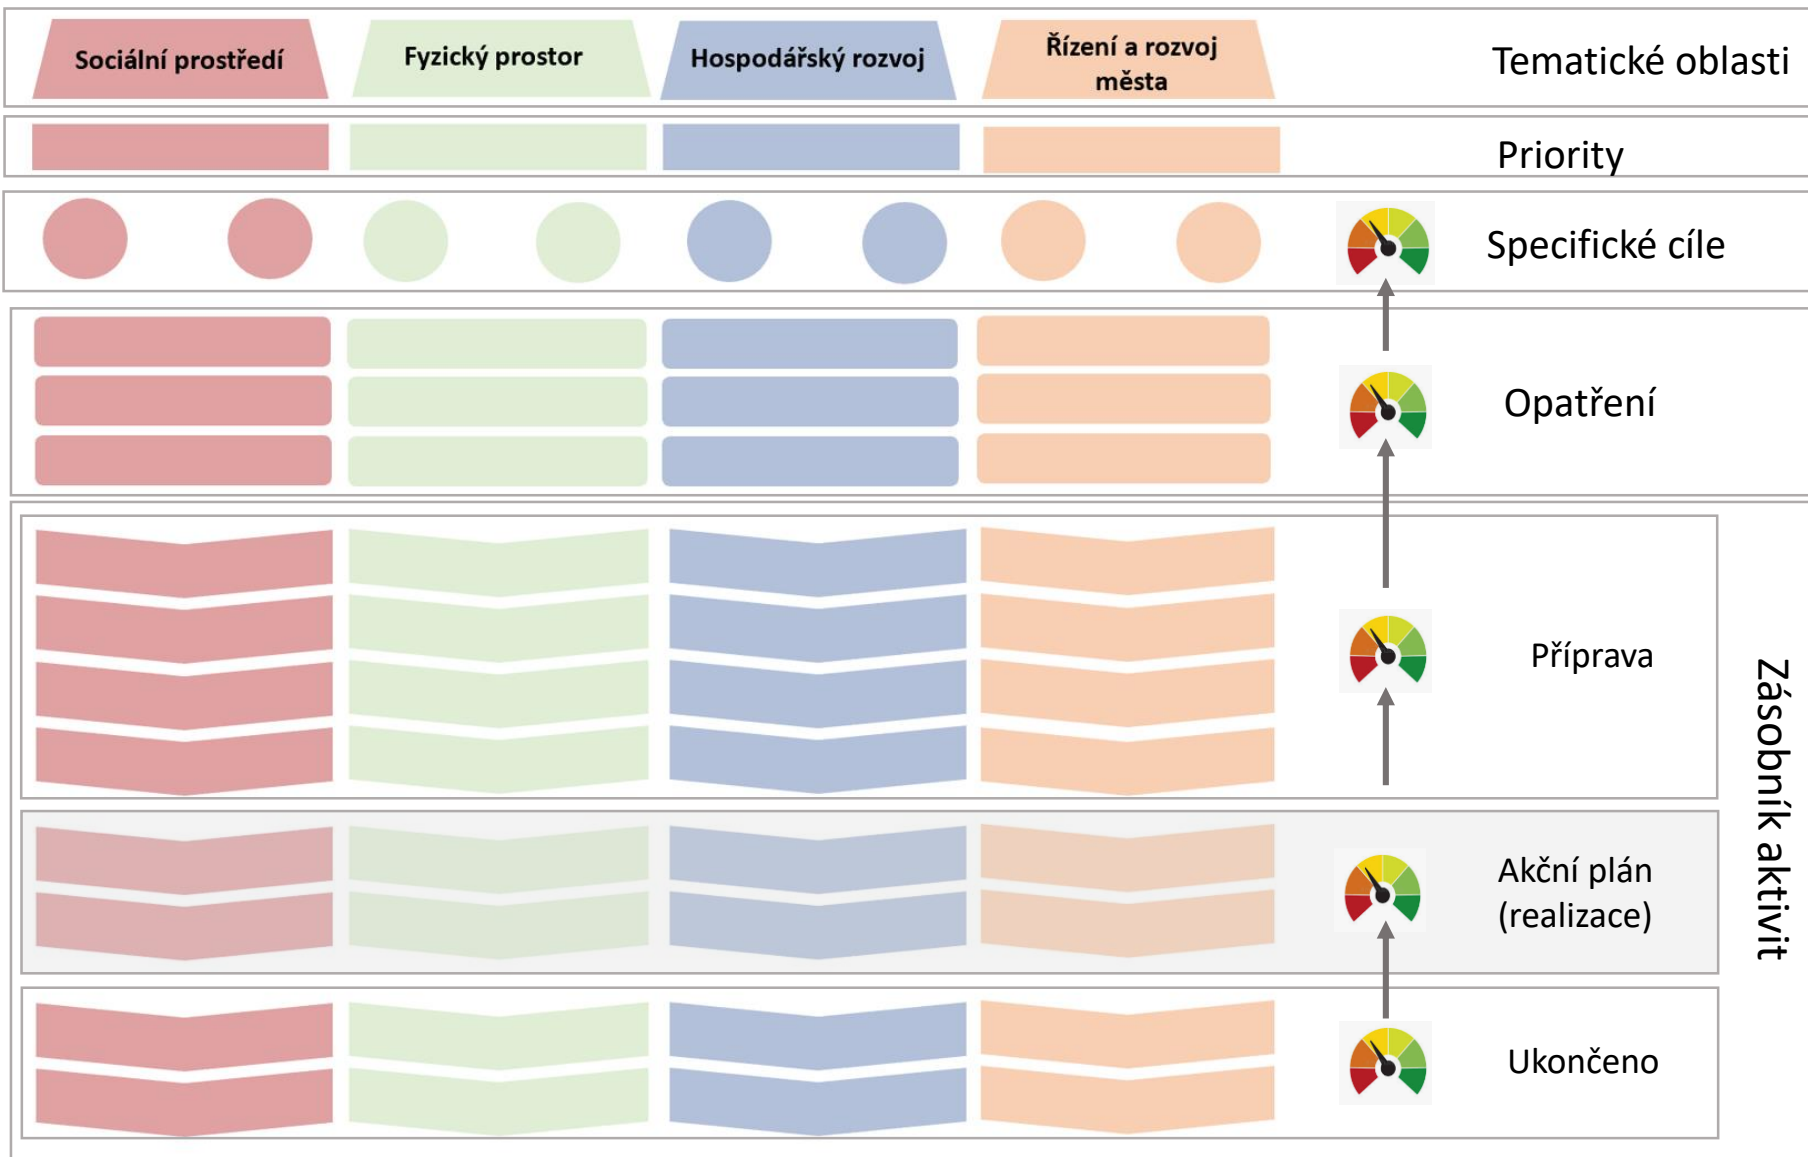 Sociální prostředí
Fyzický prostor
Hospodářský rozvoj
Řízení a rozvoj
města
Tematické oblasti
Priority
Specifické cíle
Opatření
Příprava
Akční plán
(realizace)
Ukončeno
Zásobník aktivit